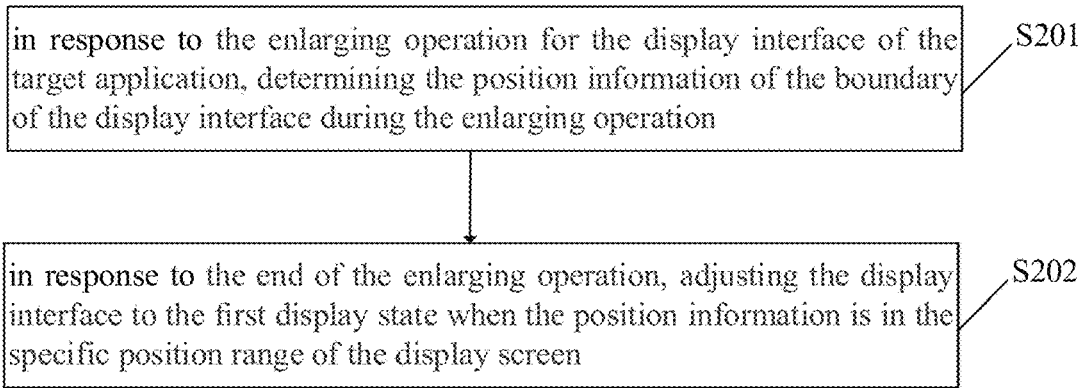 in response to the enlarging operation for the display interface of the
target application, determining the position information of the boundary
of the display interface during the enlarging operation
S201
in response to the end of the enlarging operation, adjusting the display
interface to the first display state when the position information is in the
specific position range of the display screen
S202